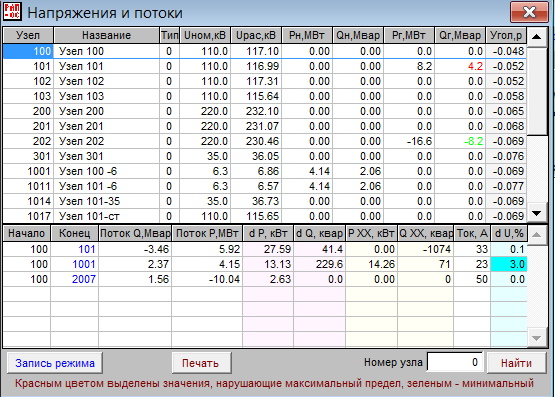 РАП -ОС
Напряжения и потоки
Узел Название Тип Uном,кВ Uрас,кВ Pн,МВт Qн,Мвар Pг,МВт Qг,Мвар Угол,р
100 Узел 100 0 110.0 117.10 0.00 0.00 0.0 0.0 -0.048
101 Узел 101 0 110.0 116.99 0.00 0.00 8.2 4.2 -0.052
102 Узел 102 0 110.0 117.31 0.00 0.00 0.0 0.0 -0.052
103 Узел 103 0 110.0 115.64 0.00 0.00 0.0 0.0 -0.058
200 Узел 200 0 220.0 232.10 0.00 0.00 0.0 0.0 -0.065
201 Узел 201 0 220.0 231.07 0.00 0.00 0.0 0.0 -0.068
202 Узел 202 0 220.0 230.46 0.00 0.00 -16.6 -8.2 -0.069
301 Узел 301 0 35.0 36.05 0.00 0.00 0.0 0.0 -0.076
1001 Узел 100 -6 0 6.3 6.86 4.14 2.06 0.0 0.0 -0.069
1011 Узел 101 -6 0 6.3 6.57 4.14 2.06 0.0 0.0 -0.077
1014 Узел 101-35 0 35.0 36.73 0.00 0.00 0.0 0.0 -0.069
1017 Узел 101-ст 0 110.0 115.65 0.00 0.00 0.0 0.0 -0.069
Начало Конец Поток Q,Мвар Поток P,МВт d P, кВт d Q, квар P XX, кВт Q XX, квар Ток, А d U,%
100 101 -3.46 5.92 27.59 41.4 0.00 -1074 33 0.1
100 1001 2.37 4.15 13.13 229.6 14.26 71 23 3.0
100 2007 1.56 -10.04 2.63 0.0 0.00 0 50 0.0
Запись режима Печать Номер узла 0 Найти
Красным цветом выделены значения, нарушающие максимальный предел, зеленым - минимальный